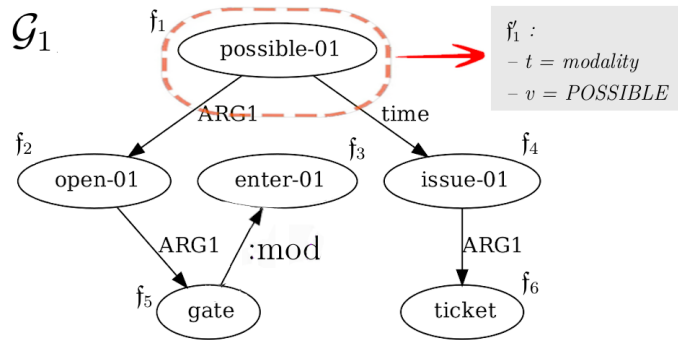 𝒢₁
𝔣₁
possible-01
𝔣′₁ :
– t = modality
– v = POSSIBLE
ARG1
time
𝔣₂
𝔣₃
𝔣₄
open-01
enter-01
issue-01
ARG1
:mod
ARG1
𝔣₅
𝔣₆
gate
ticket